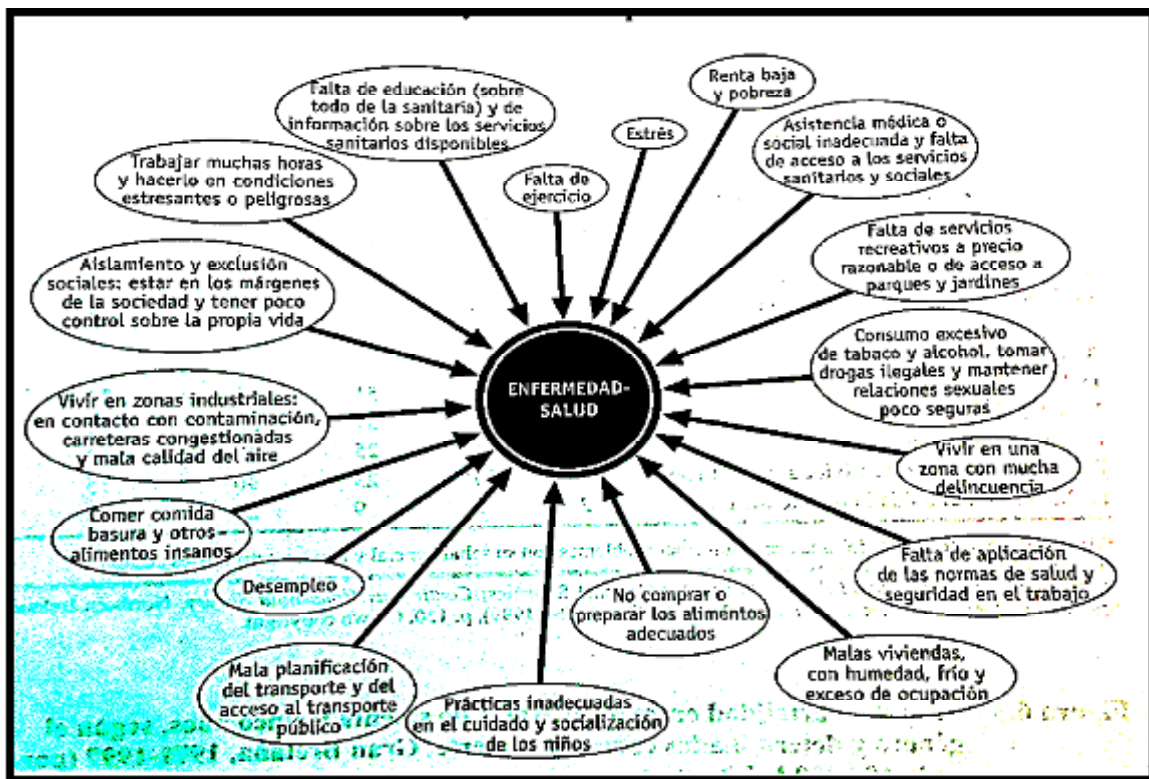 Falta de educación (sobre
todo de la sanitaria) y de
información sobre los servicios
sanitarios disponibles
Renta baja
y pobreza
Estrés
Asistencia médica o
social inadecuada y falta
de acceso a los servicios
sanitarios y sociales
Trabajar muchas horas
y hacerlo en condiciones
estresantes o peligrosas
Falta de
ejercicio
Falta de servicios
recreativos a precio
razonable o de acceso a
parques y jardines
Aislamiento y exclusión
sociales: estar en los márgenes
de la sociedad y tener poco
control sobre la propia vida
Consumo excesivo
de tabaco y alcohol, tomar
drogas ilegales y mantener
relaciones sexuales
poco seguras
ENFERMEDAD-
SALUD
Vivir en zonas industriales:
en contacto con contaminación,
carreteras congestionadas
y mala calidad del aire
Vivir en una
zona con mucha
delincuencia
Comer comida
basura y otros
alimentos insanos
Falta de aplicación
de las normas de salud y
seguridad en el trabajo
Desempleo
No comprar o
preparar los alimentos
adecuados
Mala planificación
del transporte y del
acceso al transporte
público
Prácticas inadecuadas
en el cuidado y socialización
de los niños
Malas viviendas,
con humedad, frío y
exceso de ocupación